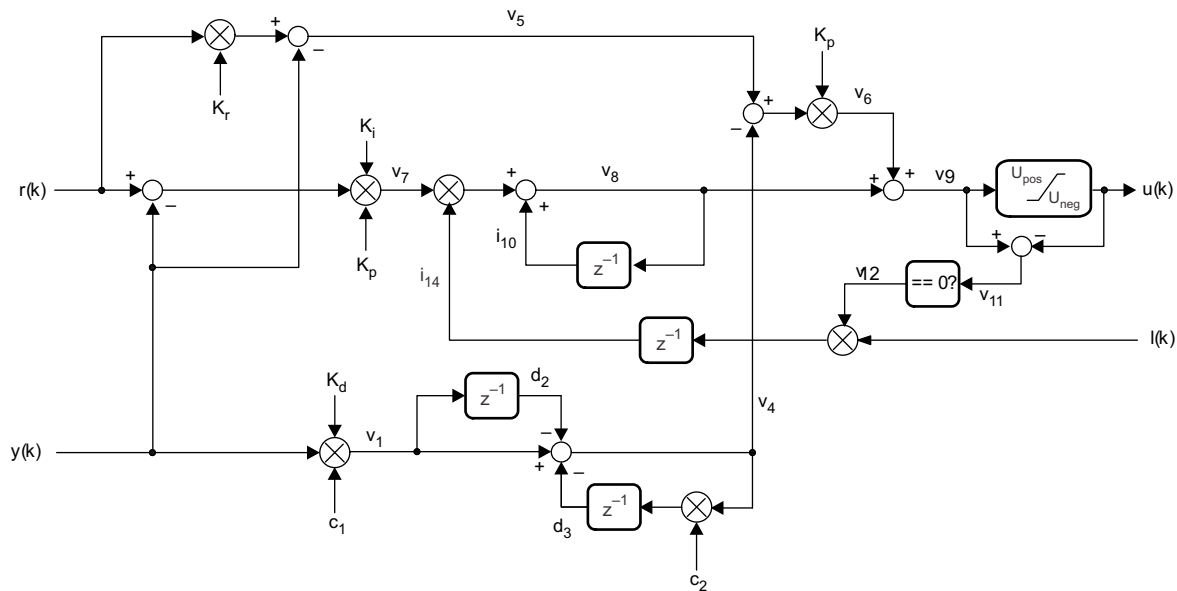 v5
+
−
Kr
Kp
+
−
v6
Ki
r(k)
+
−
v7
Kp
+
+
v8
i10
z−1
+
+
v9
Upos
Uneg
u(k)
+
−
i14
v12
== 0?
v11
z−1
l(k)
Kd
z−1
d2
v4
y(k)
v1
−
+
−
c1
d3
z−1
c2